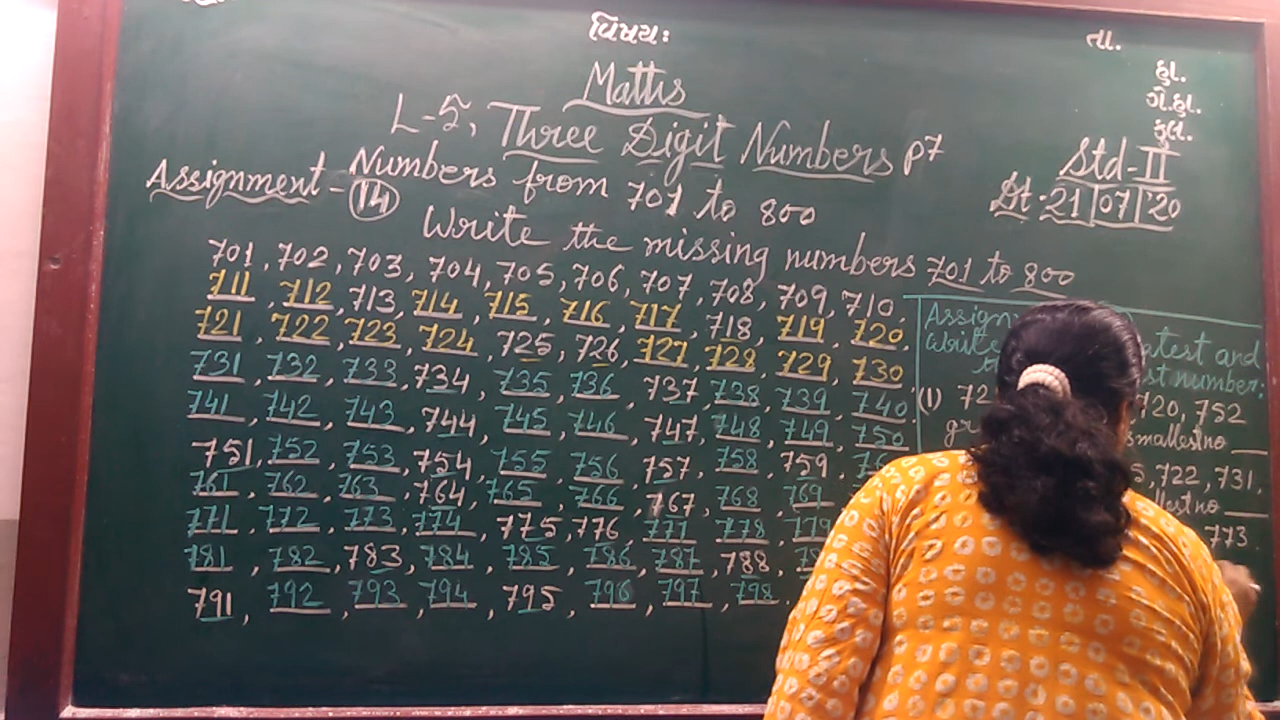 વિષય:
તા.
હા.
ગે.હા.
કુલ.
Maths
L-5, Three Digit Numbers P7
Std-II
Dt: 21|07|'20
Assignment - 14 Numbers from 701 to 800
Write the missing numbers 701 to 800
701, 702, 703, 704, 705, 706, 707, 708, 709, 710,
711, 712, 713, 714, 715, 716, 717, 718, 719, 720,
721, 722, 723, 724, 725, 726, 727, 728, 729, 730,
731, 732, 733, 734, 735, 736, 737, 738, 739, 740
741, 742, 743, 744, 745, 746, 747, 748, 749, 750
751, 752, 753, 754, 755, 756, 757, 758, 759,
761, 762, 763, 764, 765, 766, 767, 768, 769
771, 772, 773, 774, 775, 776, 777, 778, 779
781, 782, 783, 784, 785, 786, 787, 788,
791, 792, 793, 794, 795, 796, 797, 798,
Write and
number:
(1) 720, 752
smallest no ___
722, 731,
no ___
773